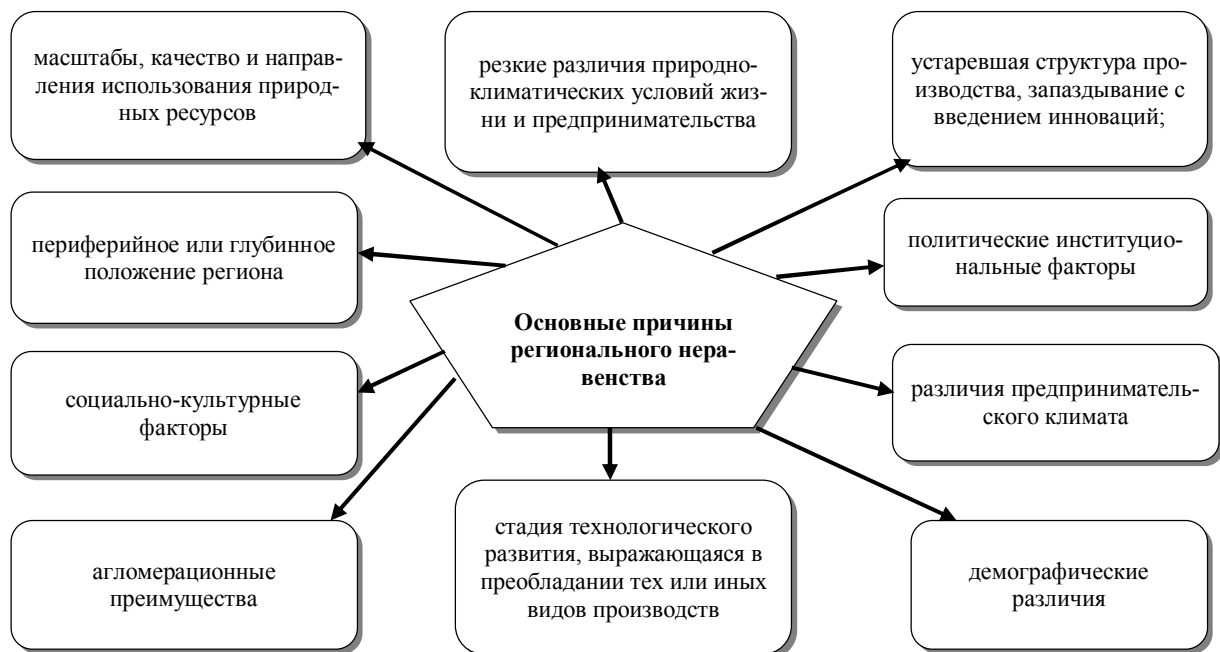 масштабы, качество и направ-
ления использования природ-
ных ресурсов
резкие различия природно-
климатических условий жиз-
ни и предпринимательства
устаревшая структура про-
изводства, запаздывание с
введением инноваций;
периферийное или глубинное
положение региона
политические институцио-
нальные факторы
Основные причины
регионального нера-
венства
социально-культурные
факторы
различия предприниматель-
ского климата
агломерационные
преимущества
стадия технологического
развития, выражающаяся в
преобладании тех или иных
видов производств
демографические
различия